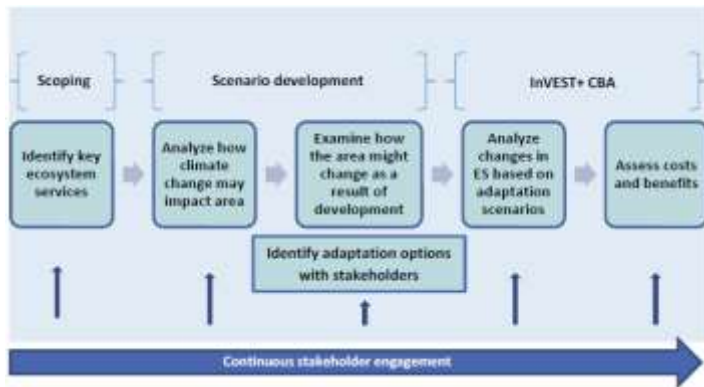 Scoping
Scenario development
InVEST+ CBA
Identify key
ecosystem
services
Analyze how
climate
change may
impact area
Examine how
the area might
change as a
result of
development
Analyze
changes in
ES based on
adaptation
scenarios
Assess costs
and benefits
Identify adaptation options
with stakeholders
Continuous stakeholder engagement